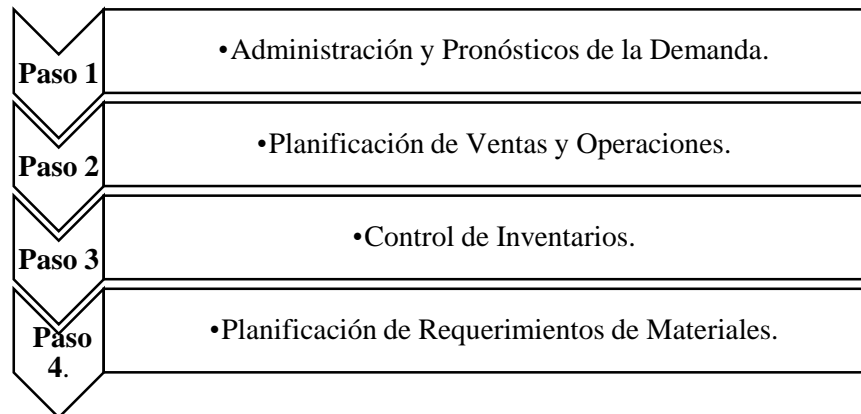 Paso 1
•Administración y Pronósticos de la Demanda.
Paso 2
•Planificación de Ventas y Operaciones.
Paso 3
•Control de Inventarios.
Paso
4.
•Planificación de Requerimientos de Materiales.